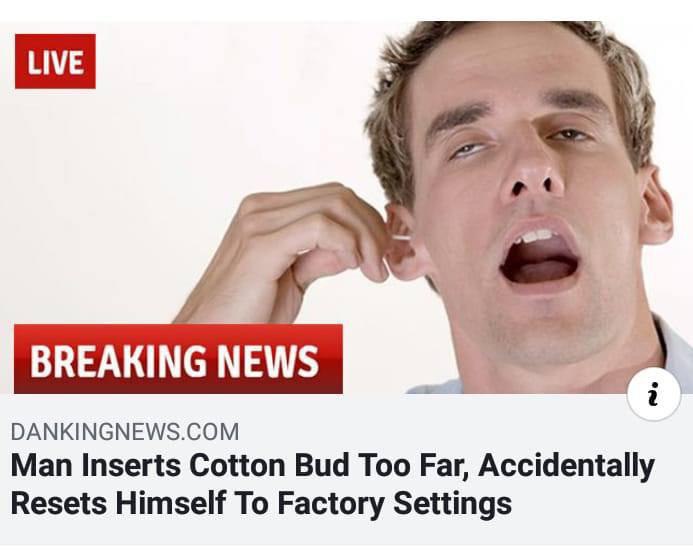 LIVE
BREAKING NEWS
i
DANKINGNEWS.COM
Man Inserts Cotton Bud Too Far, Accidentally
Resets Himself To Factory Settings